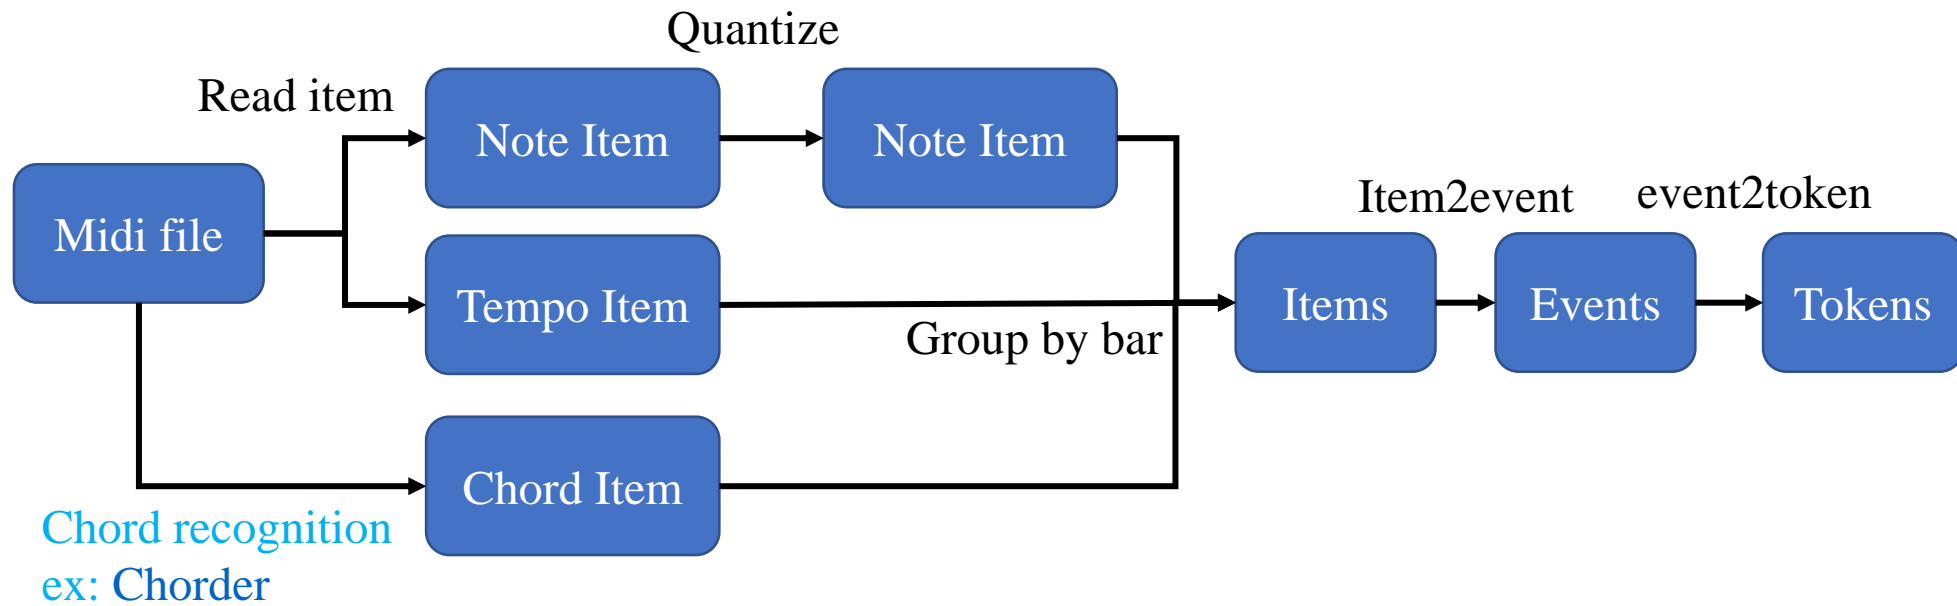 Quantize
Read item
Note Item
Note Item
Midi file
Item2event
event2token
Tempo Item
Group by bar
Items
Events
Tokens
Chord Item
Chord recognition
ex: Chorder